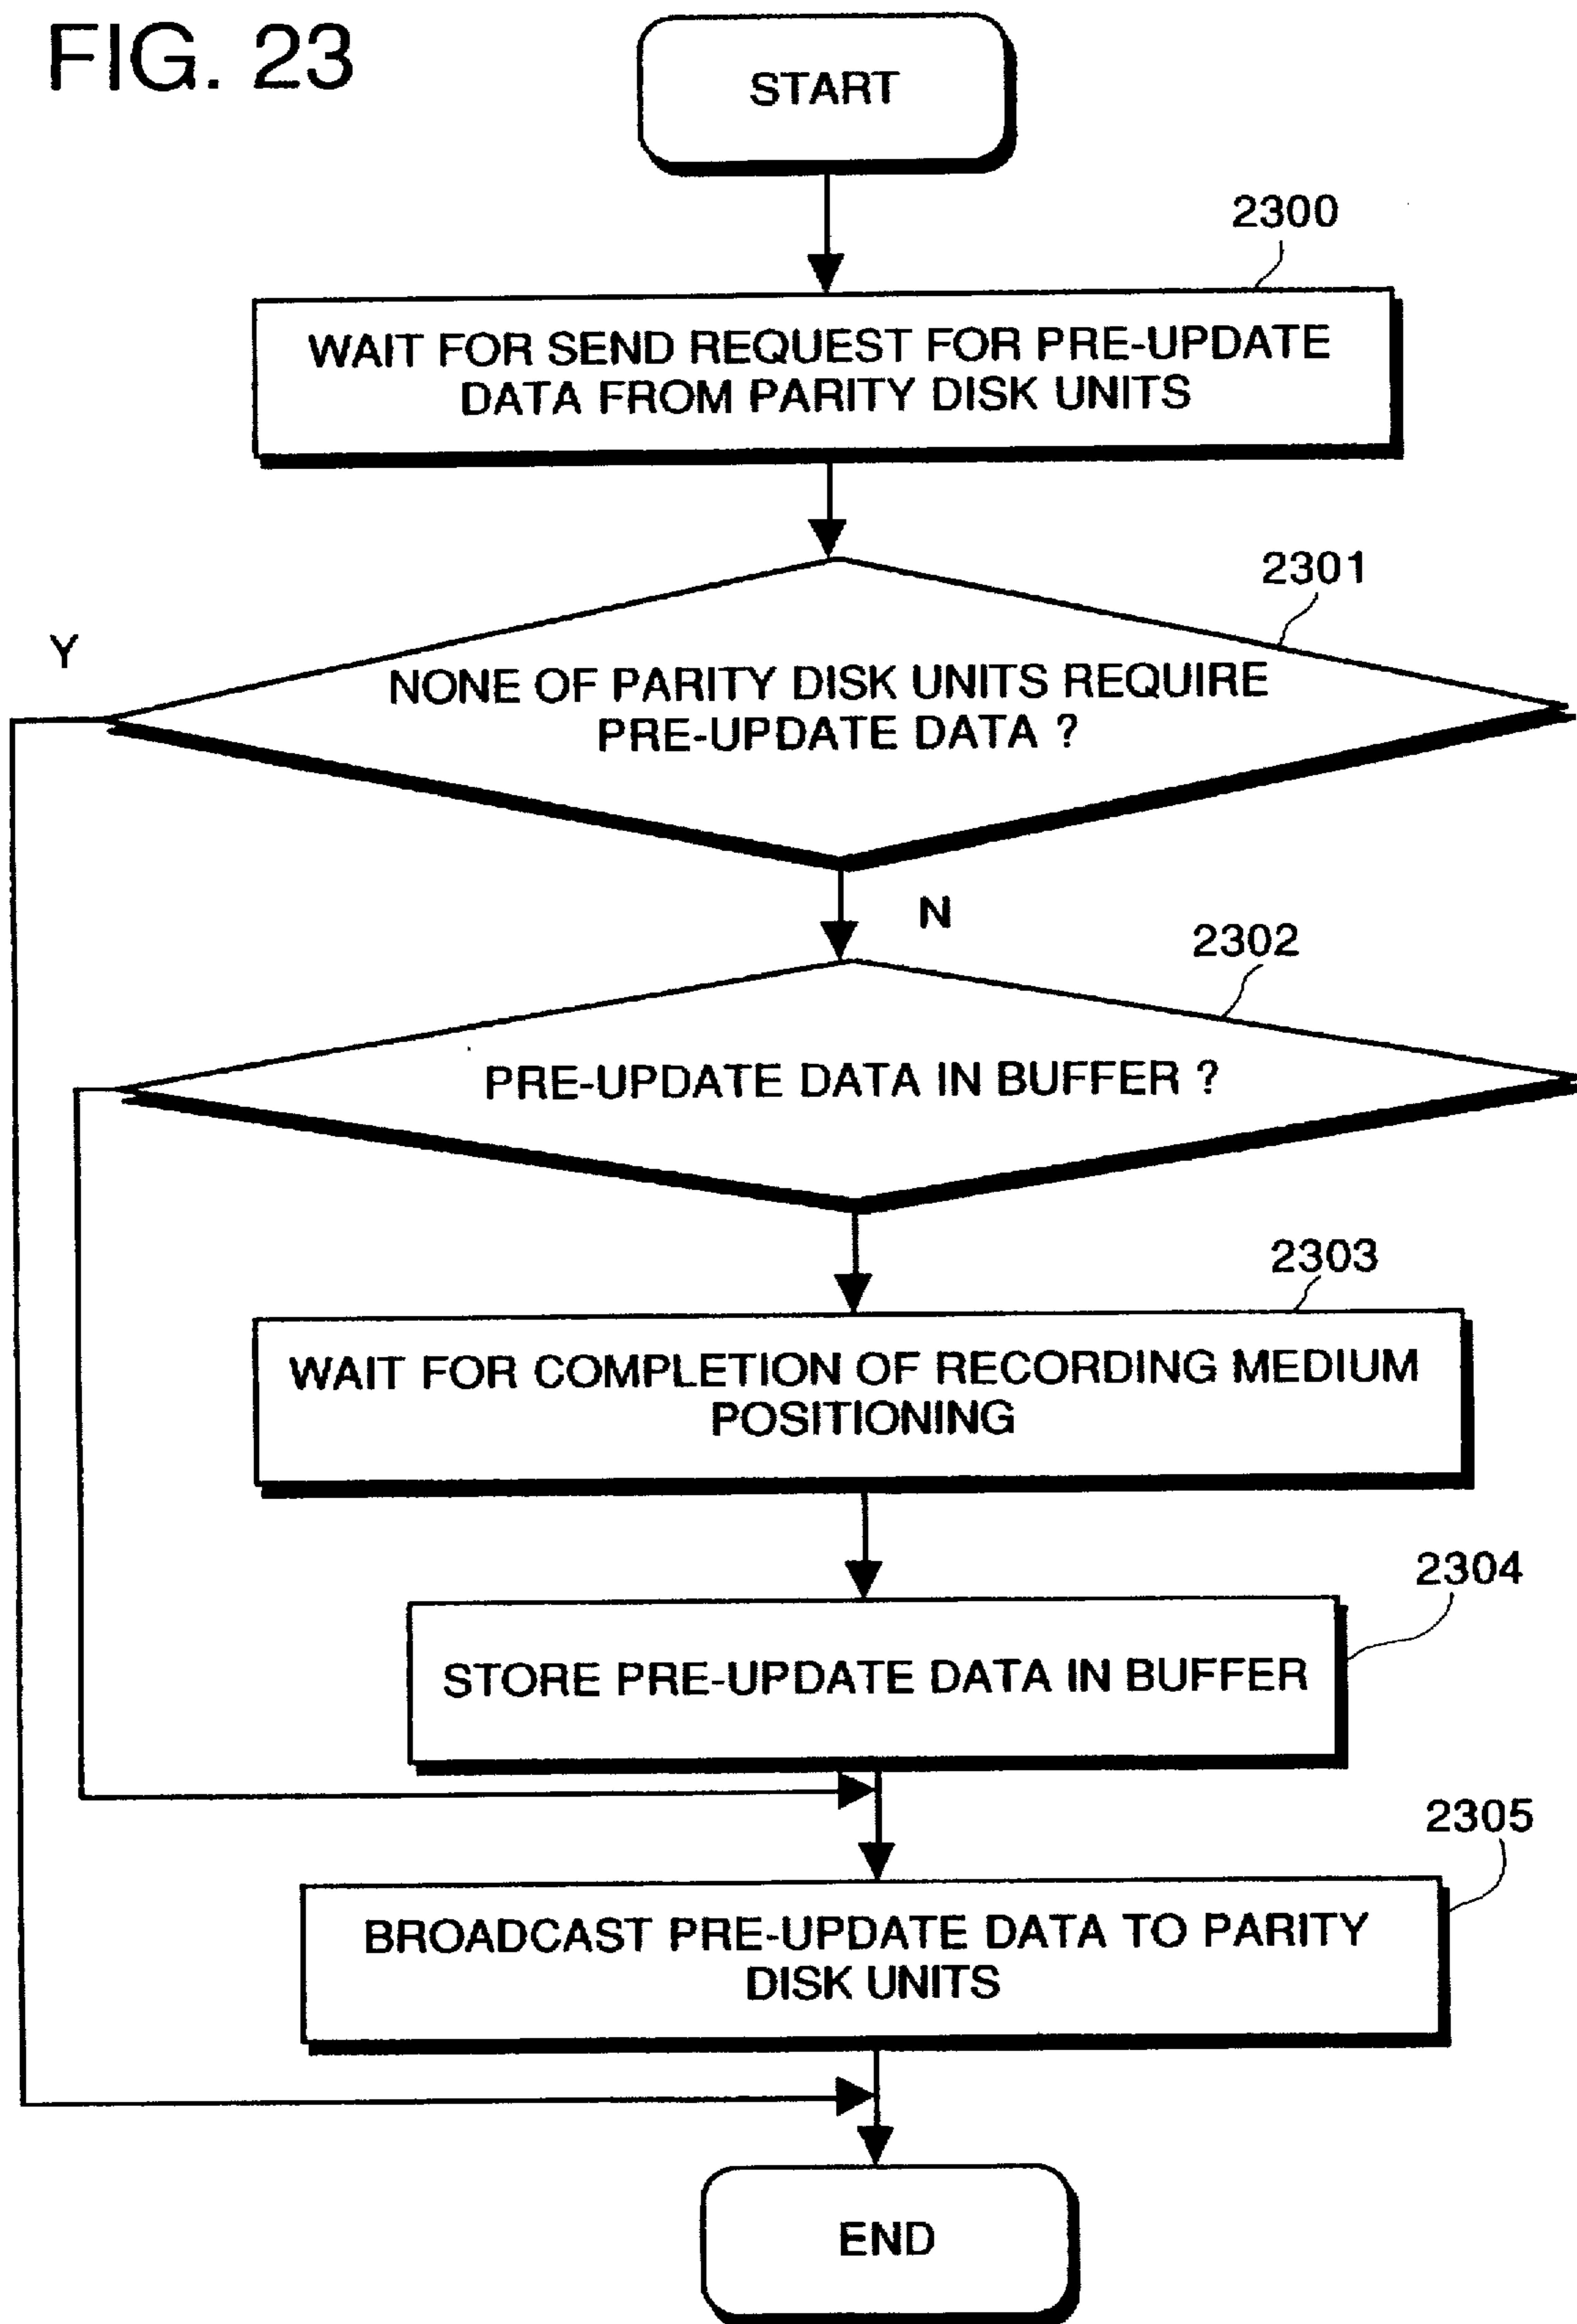 FIG. 23
START
2300
WAIT FOR SEND REQUEST FOR PRE-UPDATE
DATA FROM PARITY DISK UNITS
2301
Y
NONE OF PARITY DISK UNITS REQUIRE
PRE-UPDATE DATA ?
N
2302
PRE-UPDATE DATA IN BUFFER ?
2303
WAIT FOR COMPLETION OF RECORDING MEDIUM
POSITIONING
2304
STORE PRE-UPDATE DATA IN BUFFER
2305
BROADCAST PRE-UPDATE DATA TO PARITY
DISK UNITS
END